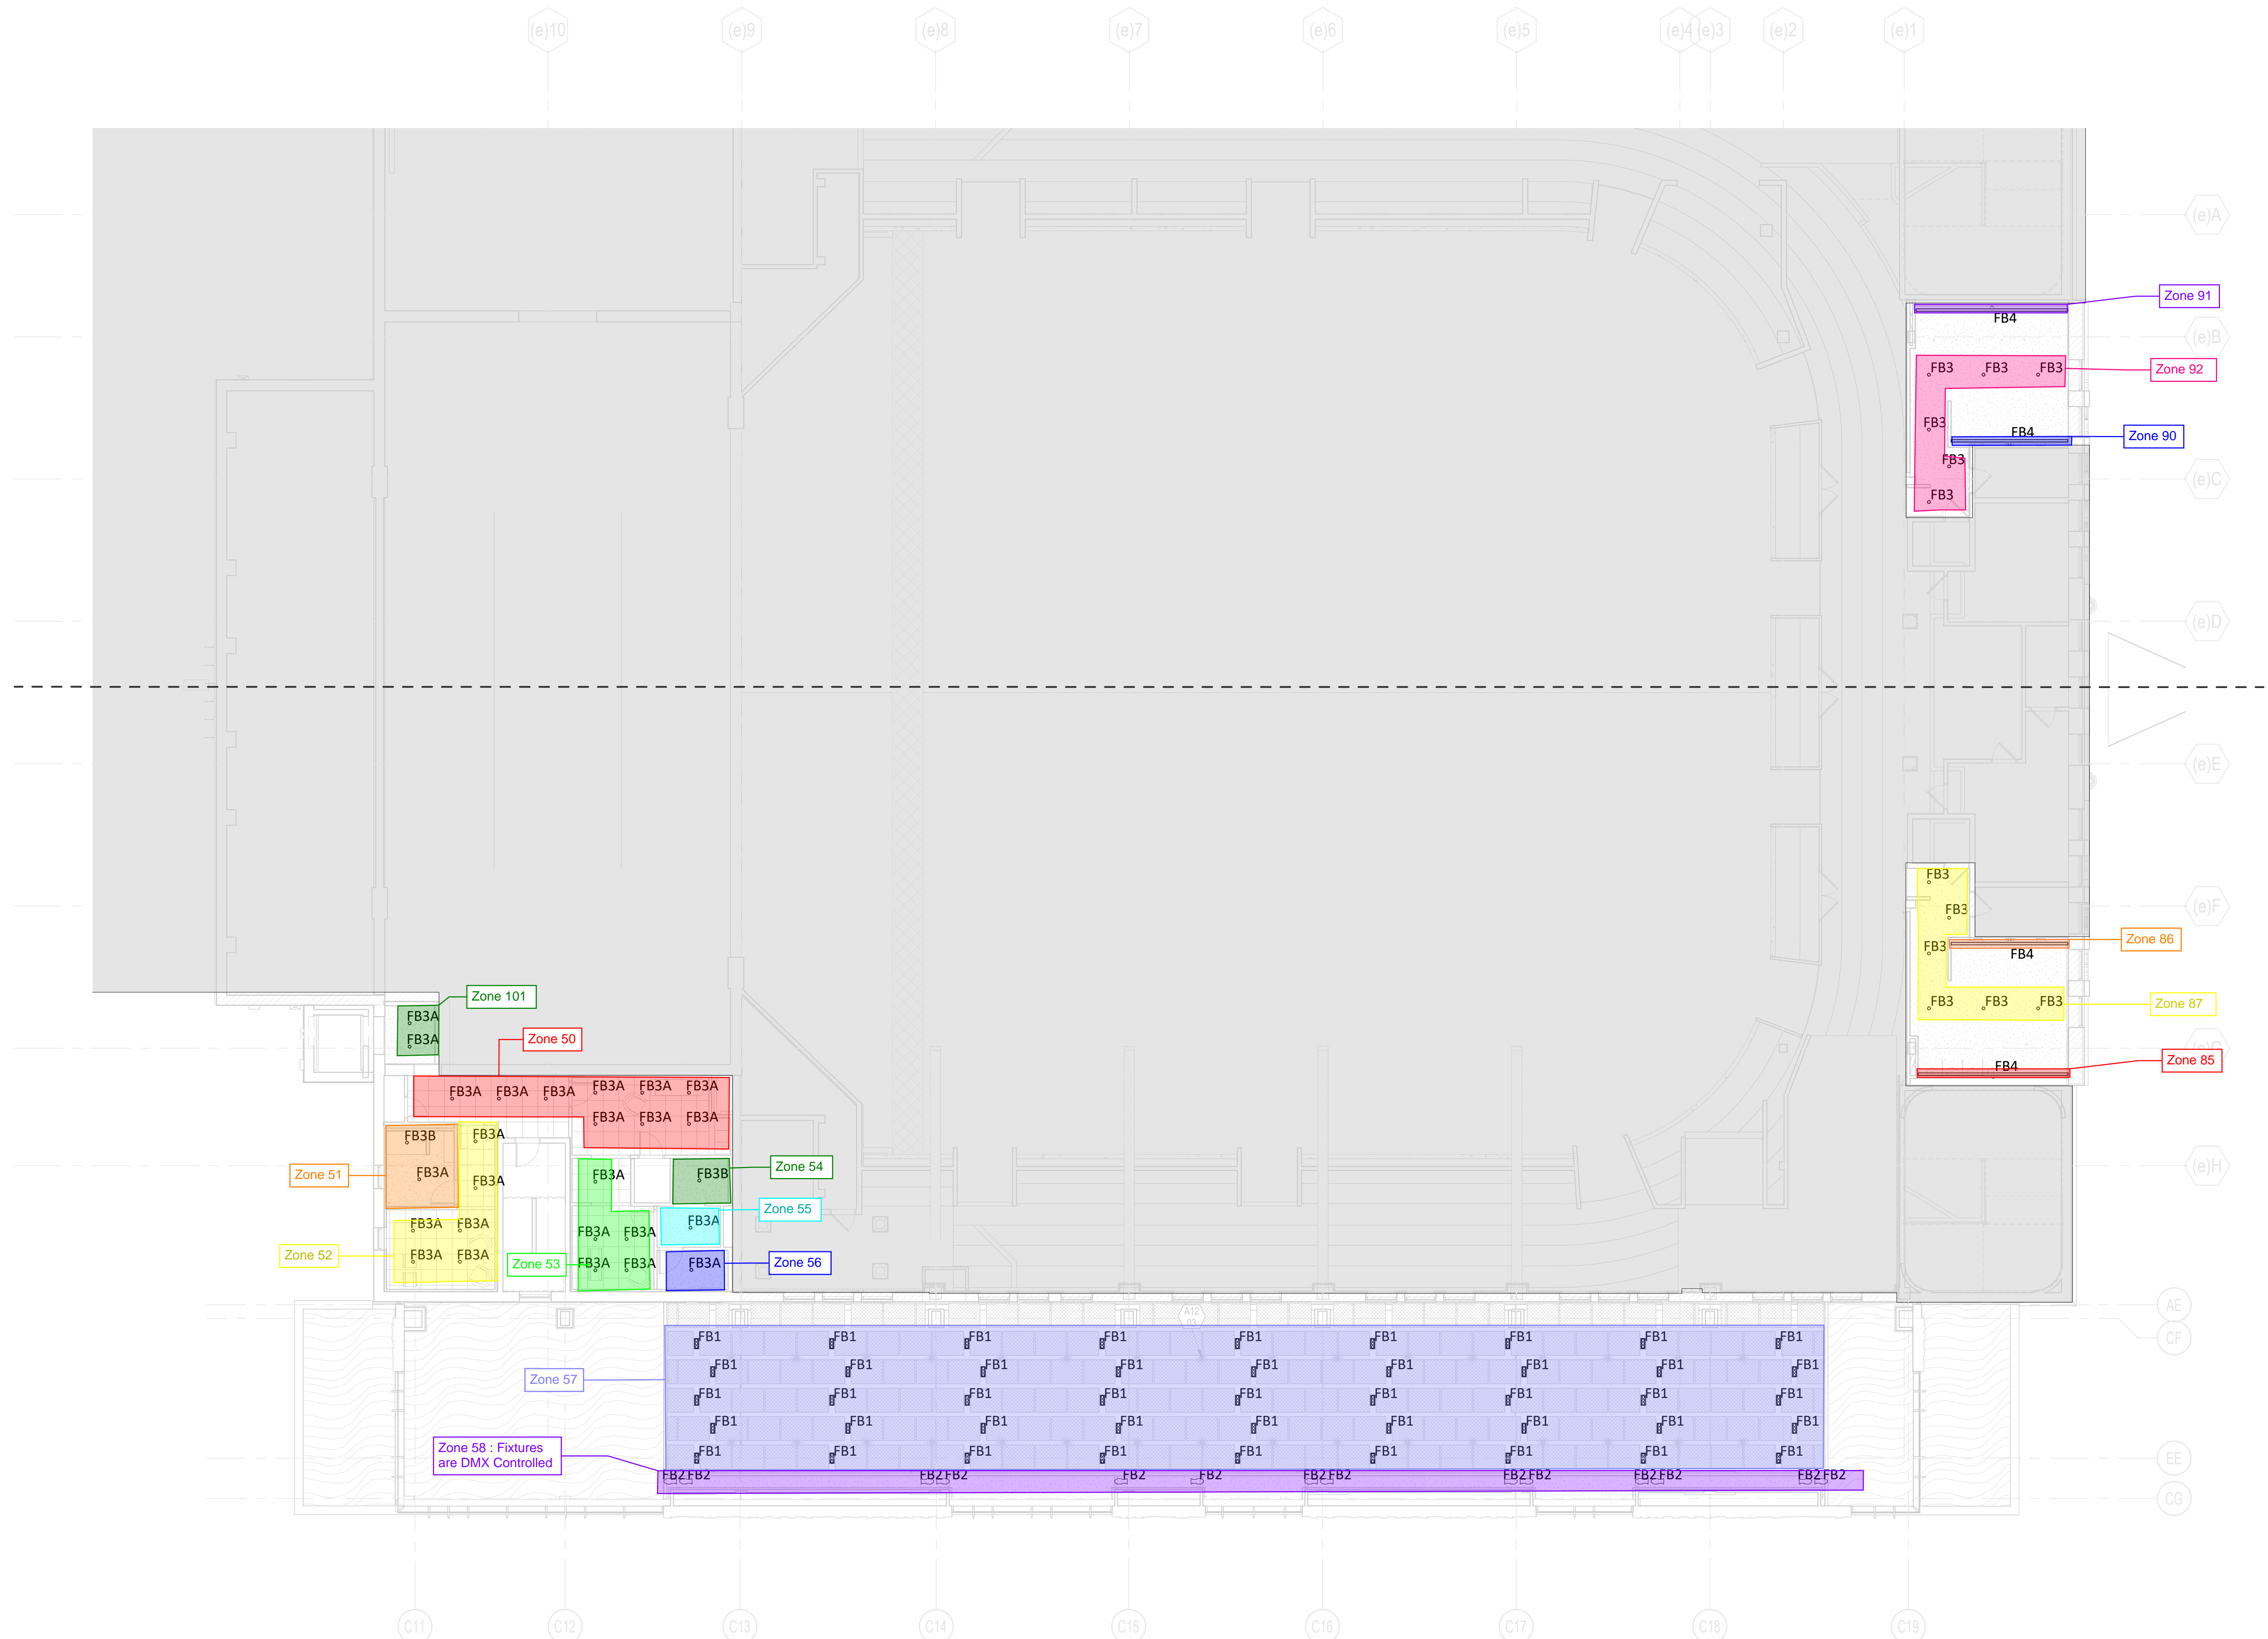 (e)10 (e)9 (e)8 (e)7 (e)6 (e)5 (e)4 (e)3 (e)2 (e)1
(e)A
Zone 91
FB4
(e)B
FB3 FB3 FB3
Zone 92
FB3
FB4
Zone 90
FB3
(e)C
FB3
(e)D
(e)E
FB3
(e)F
FB3
Zone 86
FB3
FB4
Zone 101
FB3 FB3 FB3
Zone 87
FB3A
FB3A
Zone 50
(e)G
Zone 85
FB4
FB3A FB3A FB3A FB3A FB3A FB3A
FB3A FB3A FB3A
FB3B
FB3A
Zone 54
(e)H
Zone 51
FB3A
FB3A
FB3A
FB3B
Zone 55
FB3A FB3A
FB3A
FB3A FB3A
Zone 52
FB3A FB3A
Zone 53
FB3A FB3A
FB3A
Zone 56
AE
A12
03
CF
FB1 FB1 FB1 FB1 FB1 FB1 FB1 FB1 FB1
FB1 FB1 FB1 FB1 FB1 FB1 FB1 FB1 FB1
Zone 57
FB1 FB1 FB1 FB1 FB1 FB1 FB1 FB1 FB1
FB1 FB1 FB1 FB1 FB1 FB1 FB1 FB1 FB1
Zone 58 : Fixtures
are DMX Controlled
FB1 FB1 FB1 FB1 FB1 FB1 FB1 FB1 FB1
EE
FB2 FB2 FB2 FB2 FB2 FB2 FB2 FB2 FB2 FB2 FB2 FB2 FB2 FB2
CG
C11 C12 C13 C14 C15 C16 C17 C18 C19